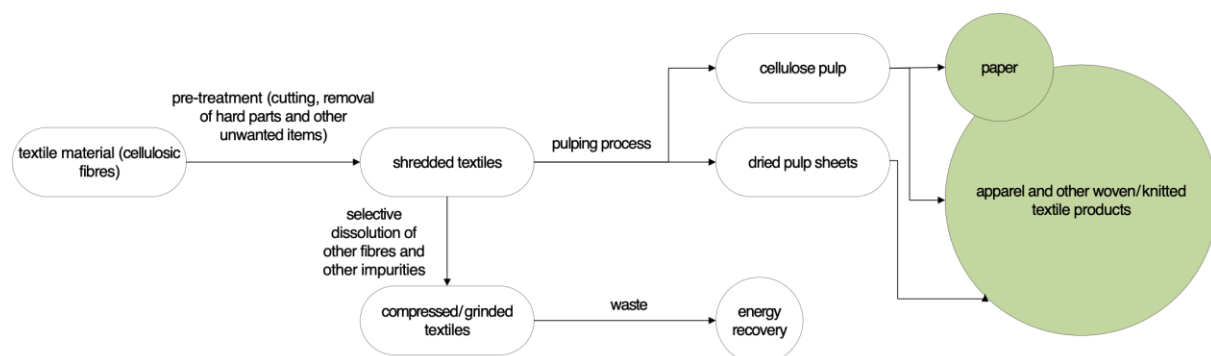 textile material (cellulosic
fibres)
pre-treatment (cutting, removal
of hard parts and other
unwanted items)
shredded textiles
pulping process
cellulose pulp
paper
dried pulp sheets
apparel and other woven/knitted
textile products
selective
dissolution of
other fibres and
other impurities
compressed/grinded
textiles
waste
energy
recovery